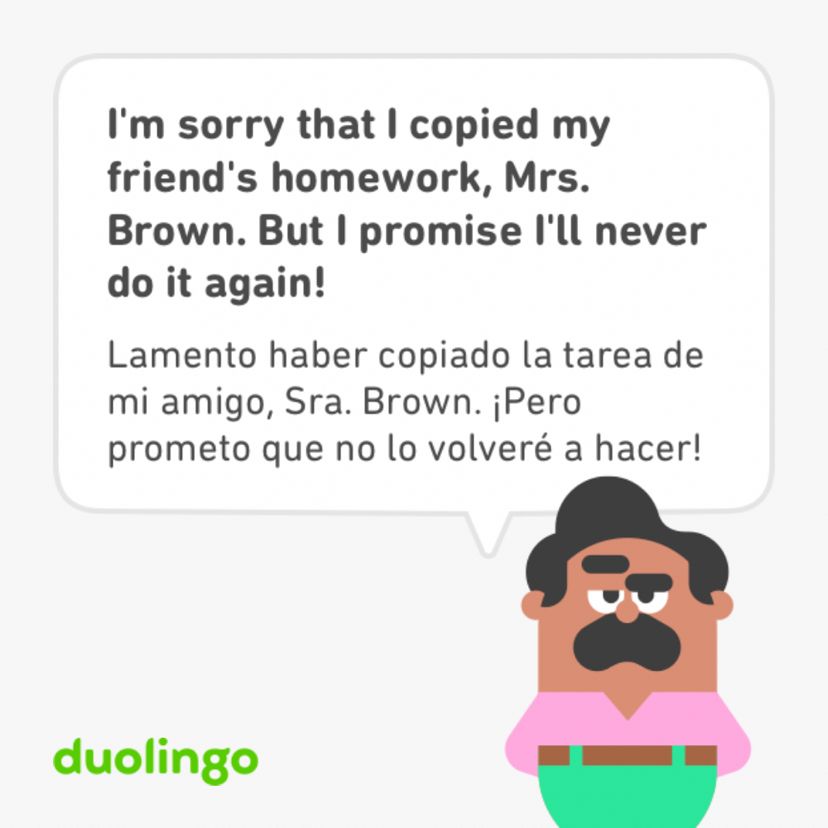 I'm sorry that I copied my
friend's homework, Mrs.
Brown. But I promise I'll never
do it again!
Lamento haber copiado la tarea de
mi amigo, Sra. Brown. ¡Pero
prometo que no lo volveré a hacer!
duolingo